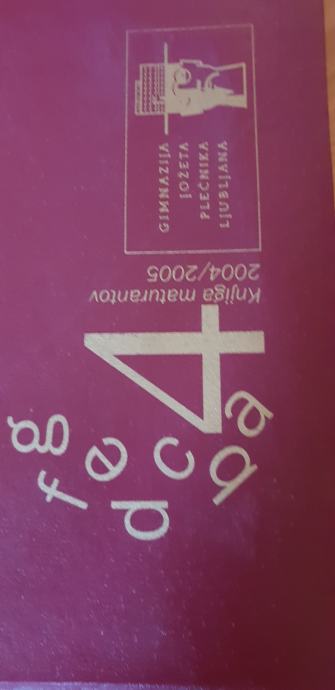 GIMNAZIJA
JOŽETA
PLEČNIKA
LJUBLJANA
Knjiga maturantov
2004/2005
4
a
b
c
d
e
f
g